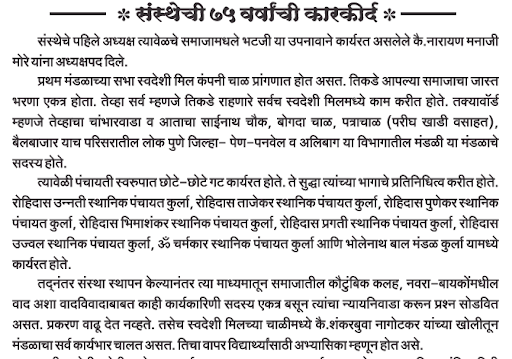 संस्थेची ७५ वर्षांची कारकीर्द
संस्थेचे पहिले अध्यक्ष त्यावेळचे समाजामधले भटजी या उपनावाने कार्यरत असलेले कै.नारायण मनाजी
मोरे यांना अध्यक्षपद दिले.
प्रथम मंडळाच्या सभा स्वदेशी मिल कंपनी चाळ प्रांगणात होत असत. तिकडे आपल्या समाजाचा जास्त
भरणा एकत्र होता. तेव्हा सर्व म्हणजे तिकडे राहणारे सर्वच स्वदेशी मिलमध्ये काम करीत होते. तक्यावॉर्ड
म्हणजे तेव्हाचा चांभारवाडा व आताचा साईनाथ चौक, बोगदा चाळ, पत्राचाळ (परीघ खाडी वसाहत),
बैलबाजार याच परिसरातील लोक पुणे जिल्हा- पेण-पनवेल व अलिबाग या विभागातील मंडळी या मंडळाचे
सदस्य होते.
त्यावेळी पंचायती स्वरुपात छोटे-छोटे गट कार्यरत होते. ते सुद्धा त्यांच्या भागाचे प्रतिनिधित्व करीत होते.
रोहिदास उन्नती स्थानिक पंचायत कुर्ला, रोहिदास ताजेकर स्थानिक पंचायत कुर्ला, रोहिदास पुणेकर स्थानिक
पंचायत कुर्ला, रोहिदास भिमाशंकर स्थानिक पंचायत कुर्ला, रोहिदास प्रगती स्थानिक पंचायत कुर्ला, रोहिदास
उज्वल स्थानिक पंचायत कुर्ला, ॐ चर्मकार स्थानिक पंचायत कुर्ला आणि भोलेनाथ बाल मंडळ कुर्ला यामध्ये
कार्यरत होते.
तद्नंतर संस्था स्थापन केल्यानंतर त्या माध्यमातून समाजातील कौटुंबिक कलह, नवरा-बायकोंमधील
वाद अशा वादविवादाबाबत काही कार्यकारिणी सदस्य एकत्र बसून त्यांचा न्यायनिवाडा करून प्रश्न सोडवित
असत. प्रकरण वाढू देत नव्हते. तसेच स्वदेशी मिलच्या चाळीमध्ये कै.शंकरबुवा नागोटकर यांच्या खोलीतून
मंडळाचा सर्व कार्यभार चालत असत. तिचा वापर विद्यार्थ्यांसाठी अभ्यासिका म्हणून होत असे.